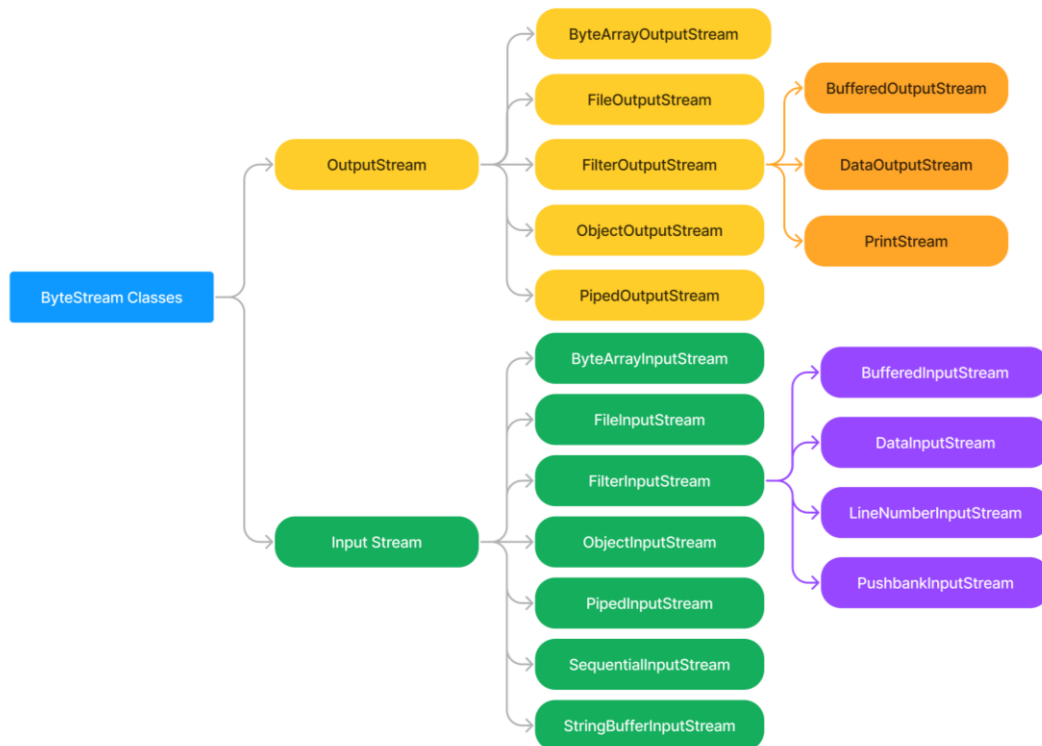 ByteStream Classes
OutputStream
ByteArrayOutputStream
FileOutputStream
FilterOutputStream
ObjectOutputStream
PipedOutputStream
BufferedOutputStream
DataOutputStream
PrintStream
Input Stream
ByteArrayInputStream
FileInputStream
FilterInputStream
ObjectInputStream
PipedInputStream
SequentialInputStream
StringBufferInputStream
BufferedInputStream
DataInputStream
LineNumberInputStream
PushbankInputStream